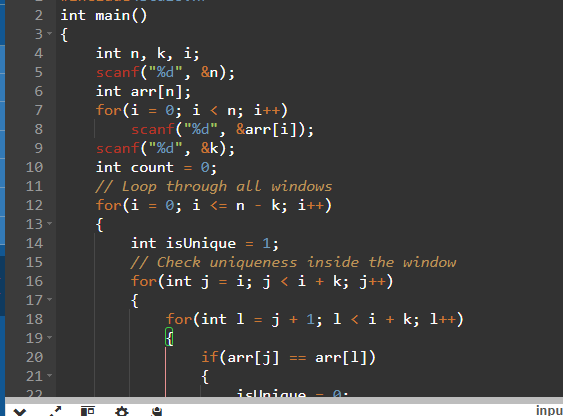 2 int main()
3 {
4 int n, k, i;
5 scanf("%d", &n);
6 int arr[n];
7 for(i = 0; i < n; i++)
8 scanf("%d", &arr[i]);
9 scanf("%d", &k);
10 int count = 0;
11 // Loop through all windows
12 for(i = 0; i <= n - k; i++)
13 {
14 int isUnique = 1;
15 // Check uniqueness inside the window
16 for(int j = i; j < i + k; j++)
17 {
18 for(int l = j + 1; l < i + k; l++)
19 {
20 if(arr[j] == arr[l])
21 {
22 isUnique = 0;
inpu